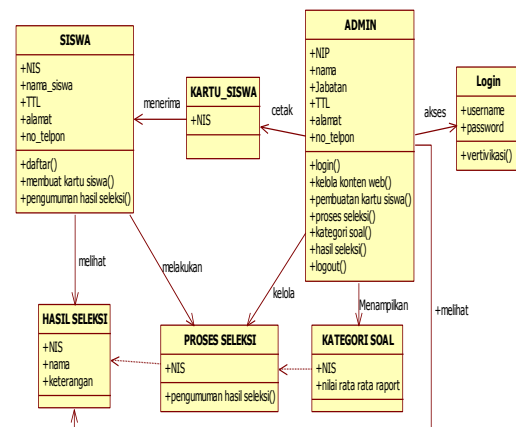 SISWA
+NIS
+nama_siswa
+TTL
+alamat
+no_telpon
+daftar()
+membuat kartu siswa()
+pengumuman hasil seleksi()
menerima
KARTU_SISWA
+NIS
cetak
ADMIN
+NIP
+nama
+Jabatan
+TTL
+alamat
+no_telpon
+login()
+kelola konten web()
+pembuatan kartu siswa()
+proses seleksi()
+kategori soal()
+hasil seleksi()
+logout()
akses
Login
+username
+password
+vertivikasi()
melihat
melakukan
kelola
Menampilkan
+melihat
HASIL SELEKSI
+NIS
+nama
+keterangan
PROSES SELEKSI
+NIS
+pengumuman hasil seleksi()
KATEGORI SOAL
+NIS
+nilai rata rata raport